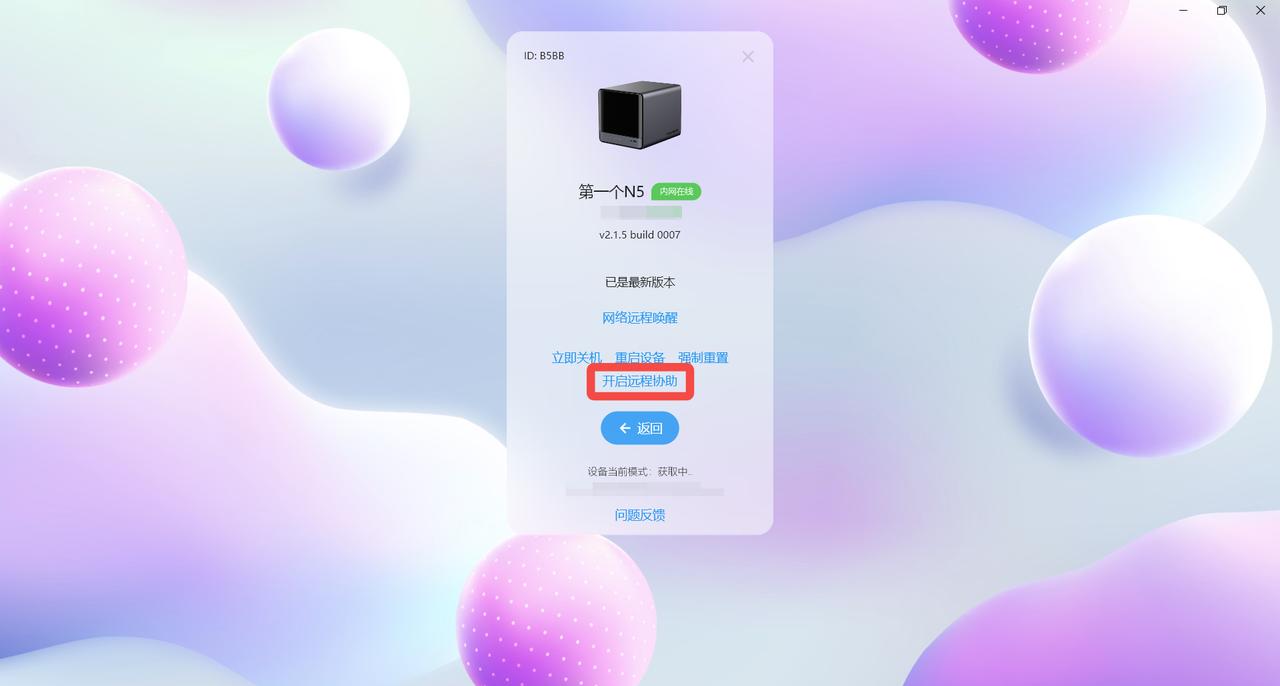 ID: B5BB
第一个N5 内网在线
v2.1.5 build 0007
已是最新版本
网络远程唤醒
立即关机 重启设备 强制重置
开启远程协助
返回
设备当前模式：获取中..
问题反馈